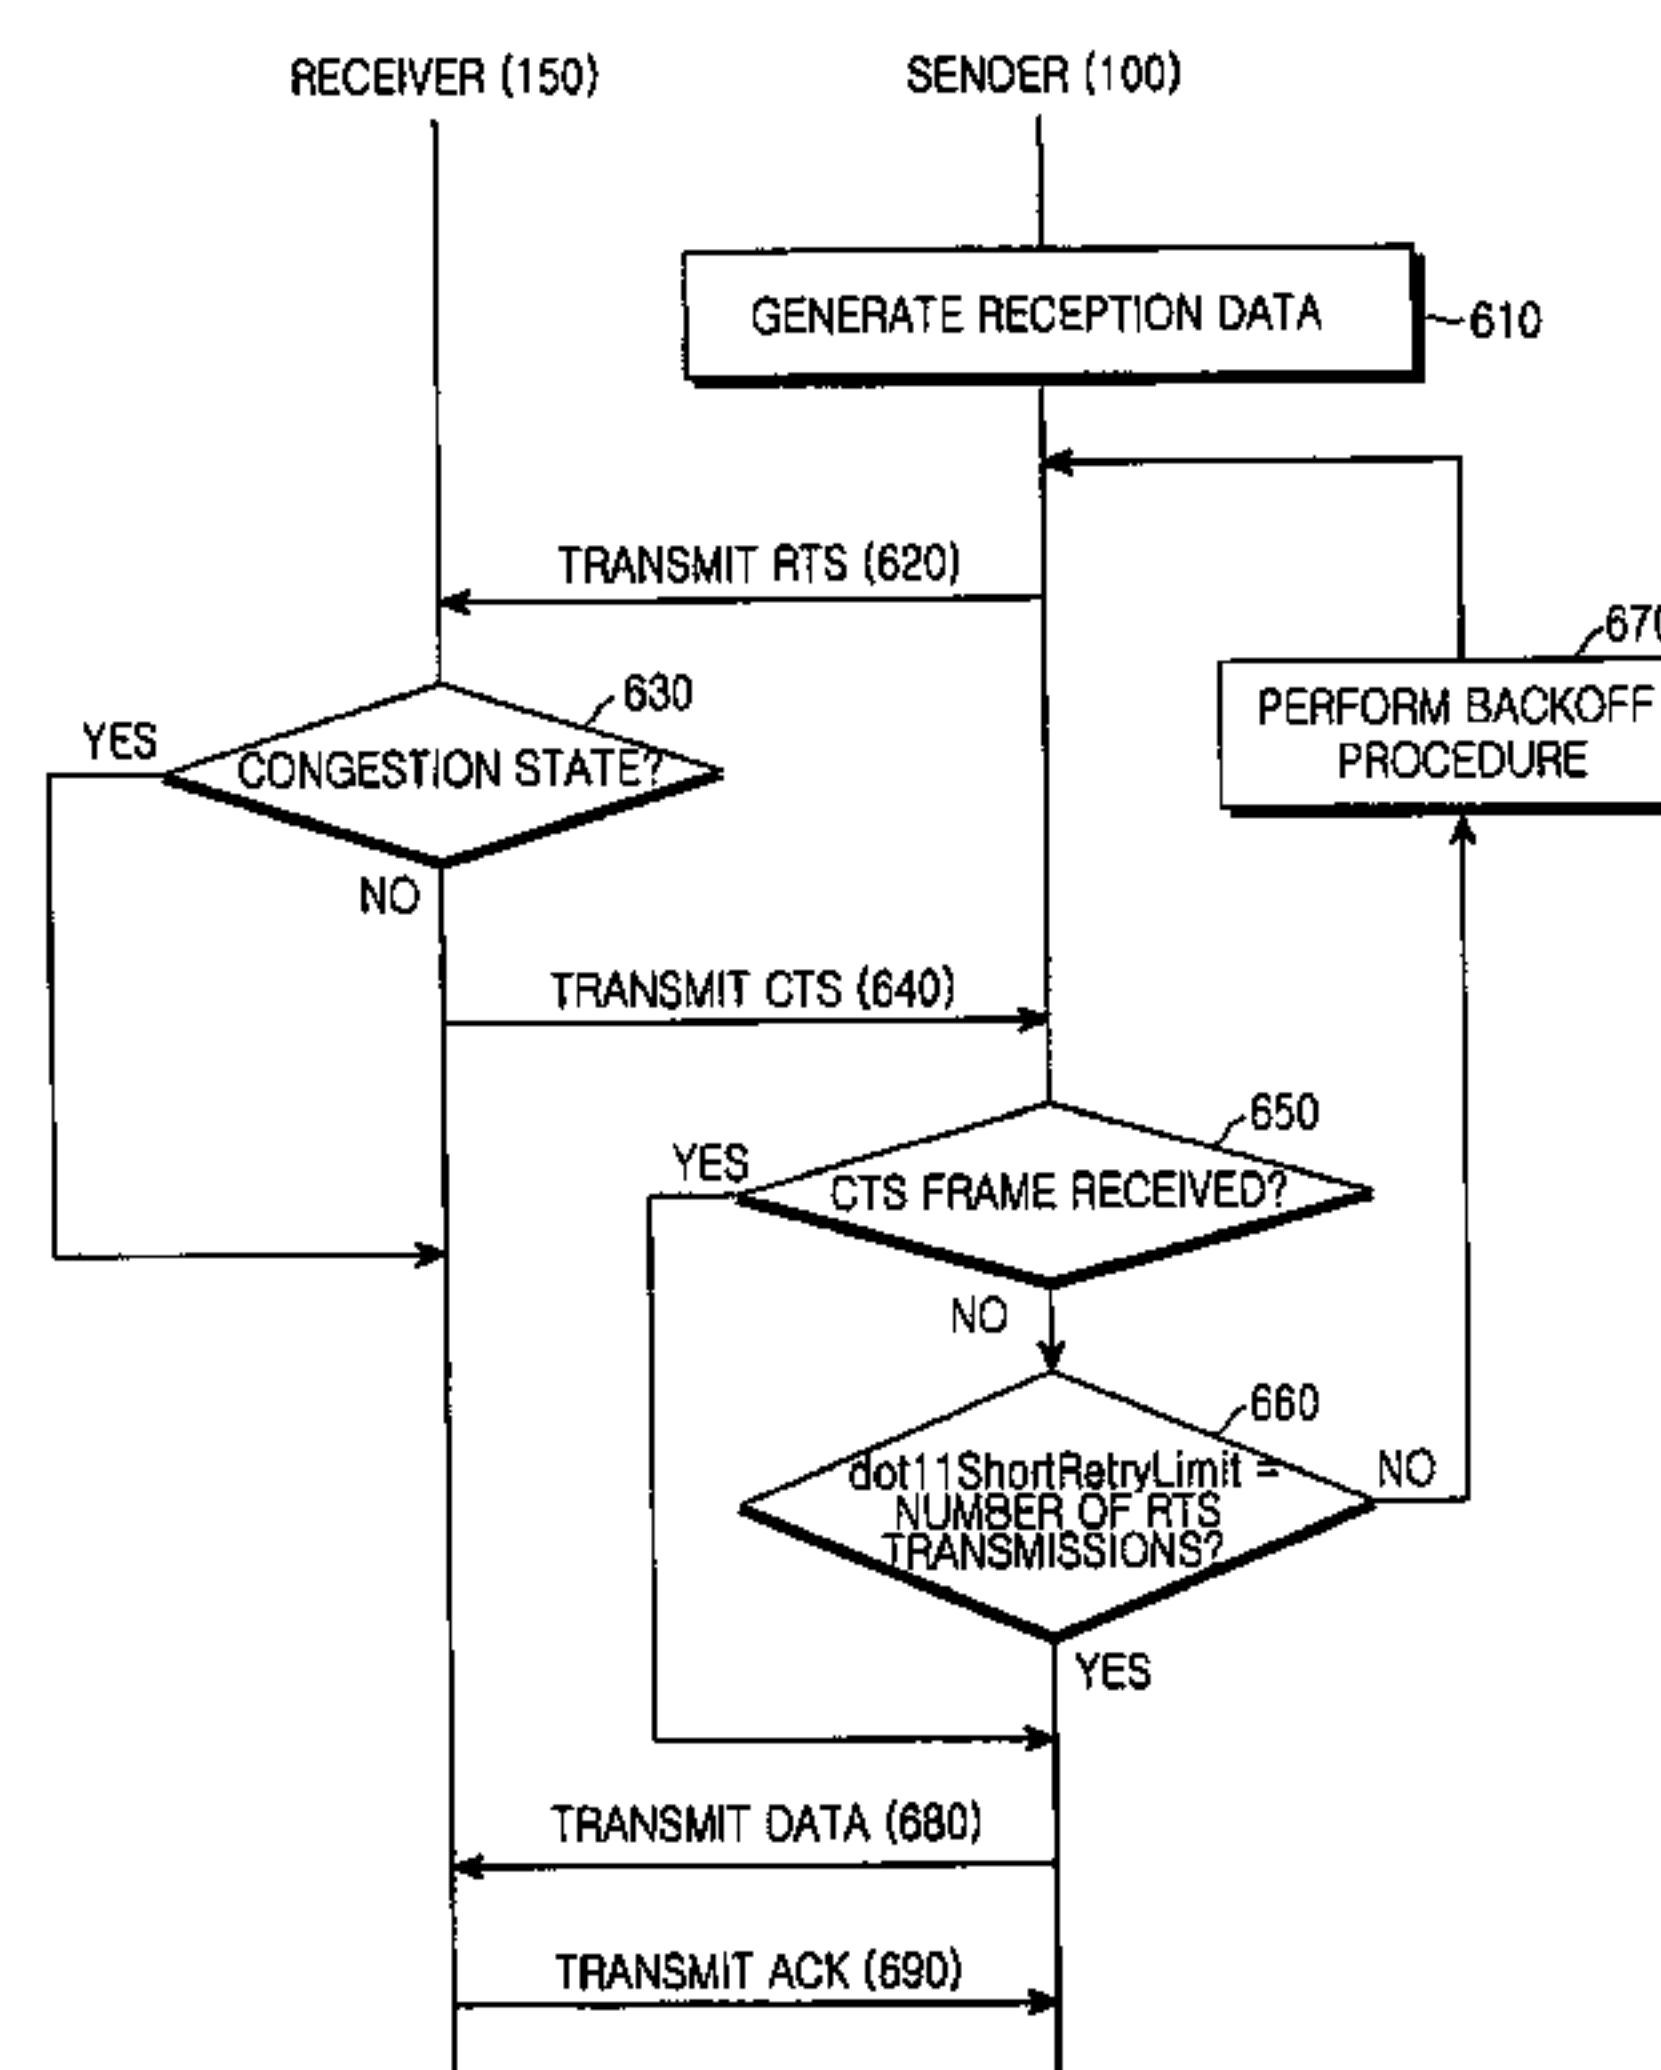 RECEIVER (150)
SENDER (100)
GENERATE RECEPTION DATA
610
TRANSMIT RTS (620)
670
PERFORM BACKOFF
PROCEDURE
630
YES
CONGESTION STATE?
NO
TRANSMIT CTS (640)
650
YES
CTS FRAME RECEIVED?
NO
660
dot11ShortRetryLimit =
NUMBER OF RTS
TRANSMISSIONS?
NO
YES
TRANSMIT DATA (680)
TRANSMIT ACK (690)